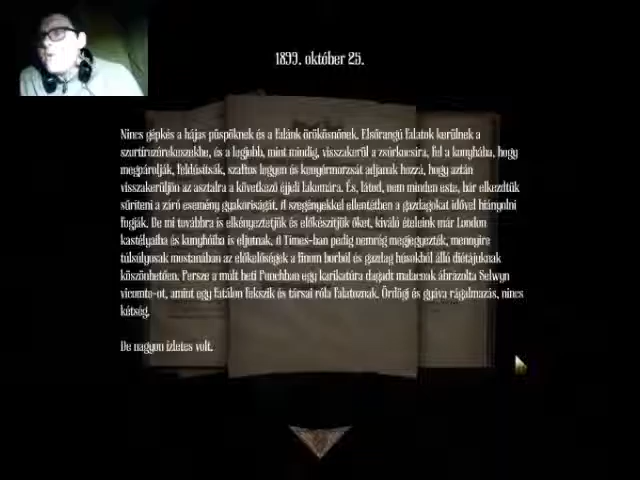 1899. október 25.
Nincs gépkés a hájas püspöknek és a falánk örökösnőnek. Elsőrangú falatok kerülnek a
szertirozórekeszekbe, és a legjobb, mint mindig, visszakerül a zsúrkocsira, fel a konyhába, hogy
megpárolják, feldúsítsák, szaftos legyen és kenyérmorzsát adjanak hozzá, hogy aztán
visszakerüljön az asztalra a következő éjjeli lakomára. És, látod, nem minden este, bár elkezdtük
sűríteni a záró esemény gyakoriságát. A szegényekkel ellentétben a gazdagokat idővel hiányolni
fogják. De mi továbbra is elkényeztetjük és előkészítjük őket, kiváló ételeink már London
kastélyaiba és kunyhóiba is eljutnak. A Times-ban pedig nemrég megjegyezték, mennyire
túlsúlyosak mostanában az előkelőségek a finom borból és gazdag húsokból álló diétájuknak
köszönhetően. Persze a múlt heti Punchban egy karikatúra dagadt malacnak ábrázolta Selwyn
vicomte-ot, amint egy tatálon fekszik és társai róla falatoznak. Ördögi és gyáva rágalmazás, nincs
kétség.
De nagyon ízletes volt.